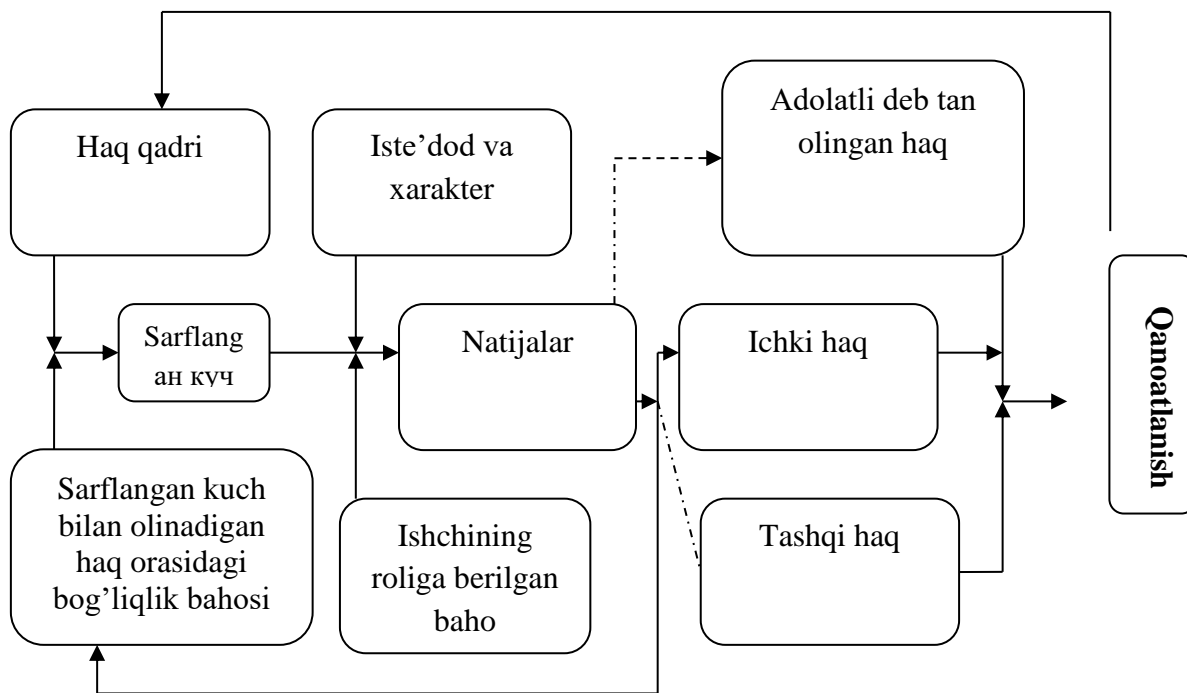 Haq qadri
Iste’dod va
xarakter
Adolatli deb tan
olingan haq
Sarflang
ан куч
Natijalar
Ichki haq
Qanoatlanish
Sarflangan kuch
bilan olinadigan
haq orasidagi
bog’liqlik bahosi
Ishchining
roliga berilgan
baho
Tashqi haq